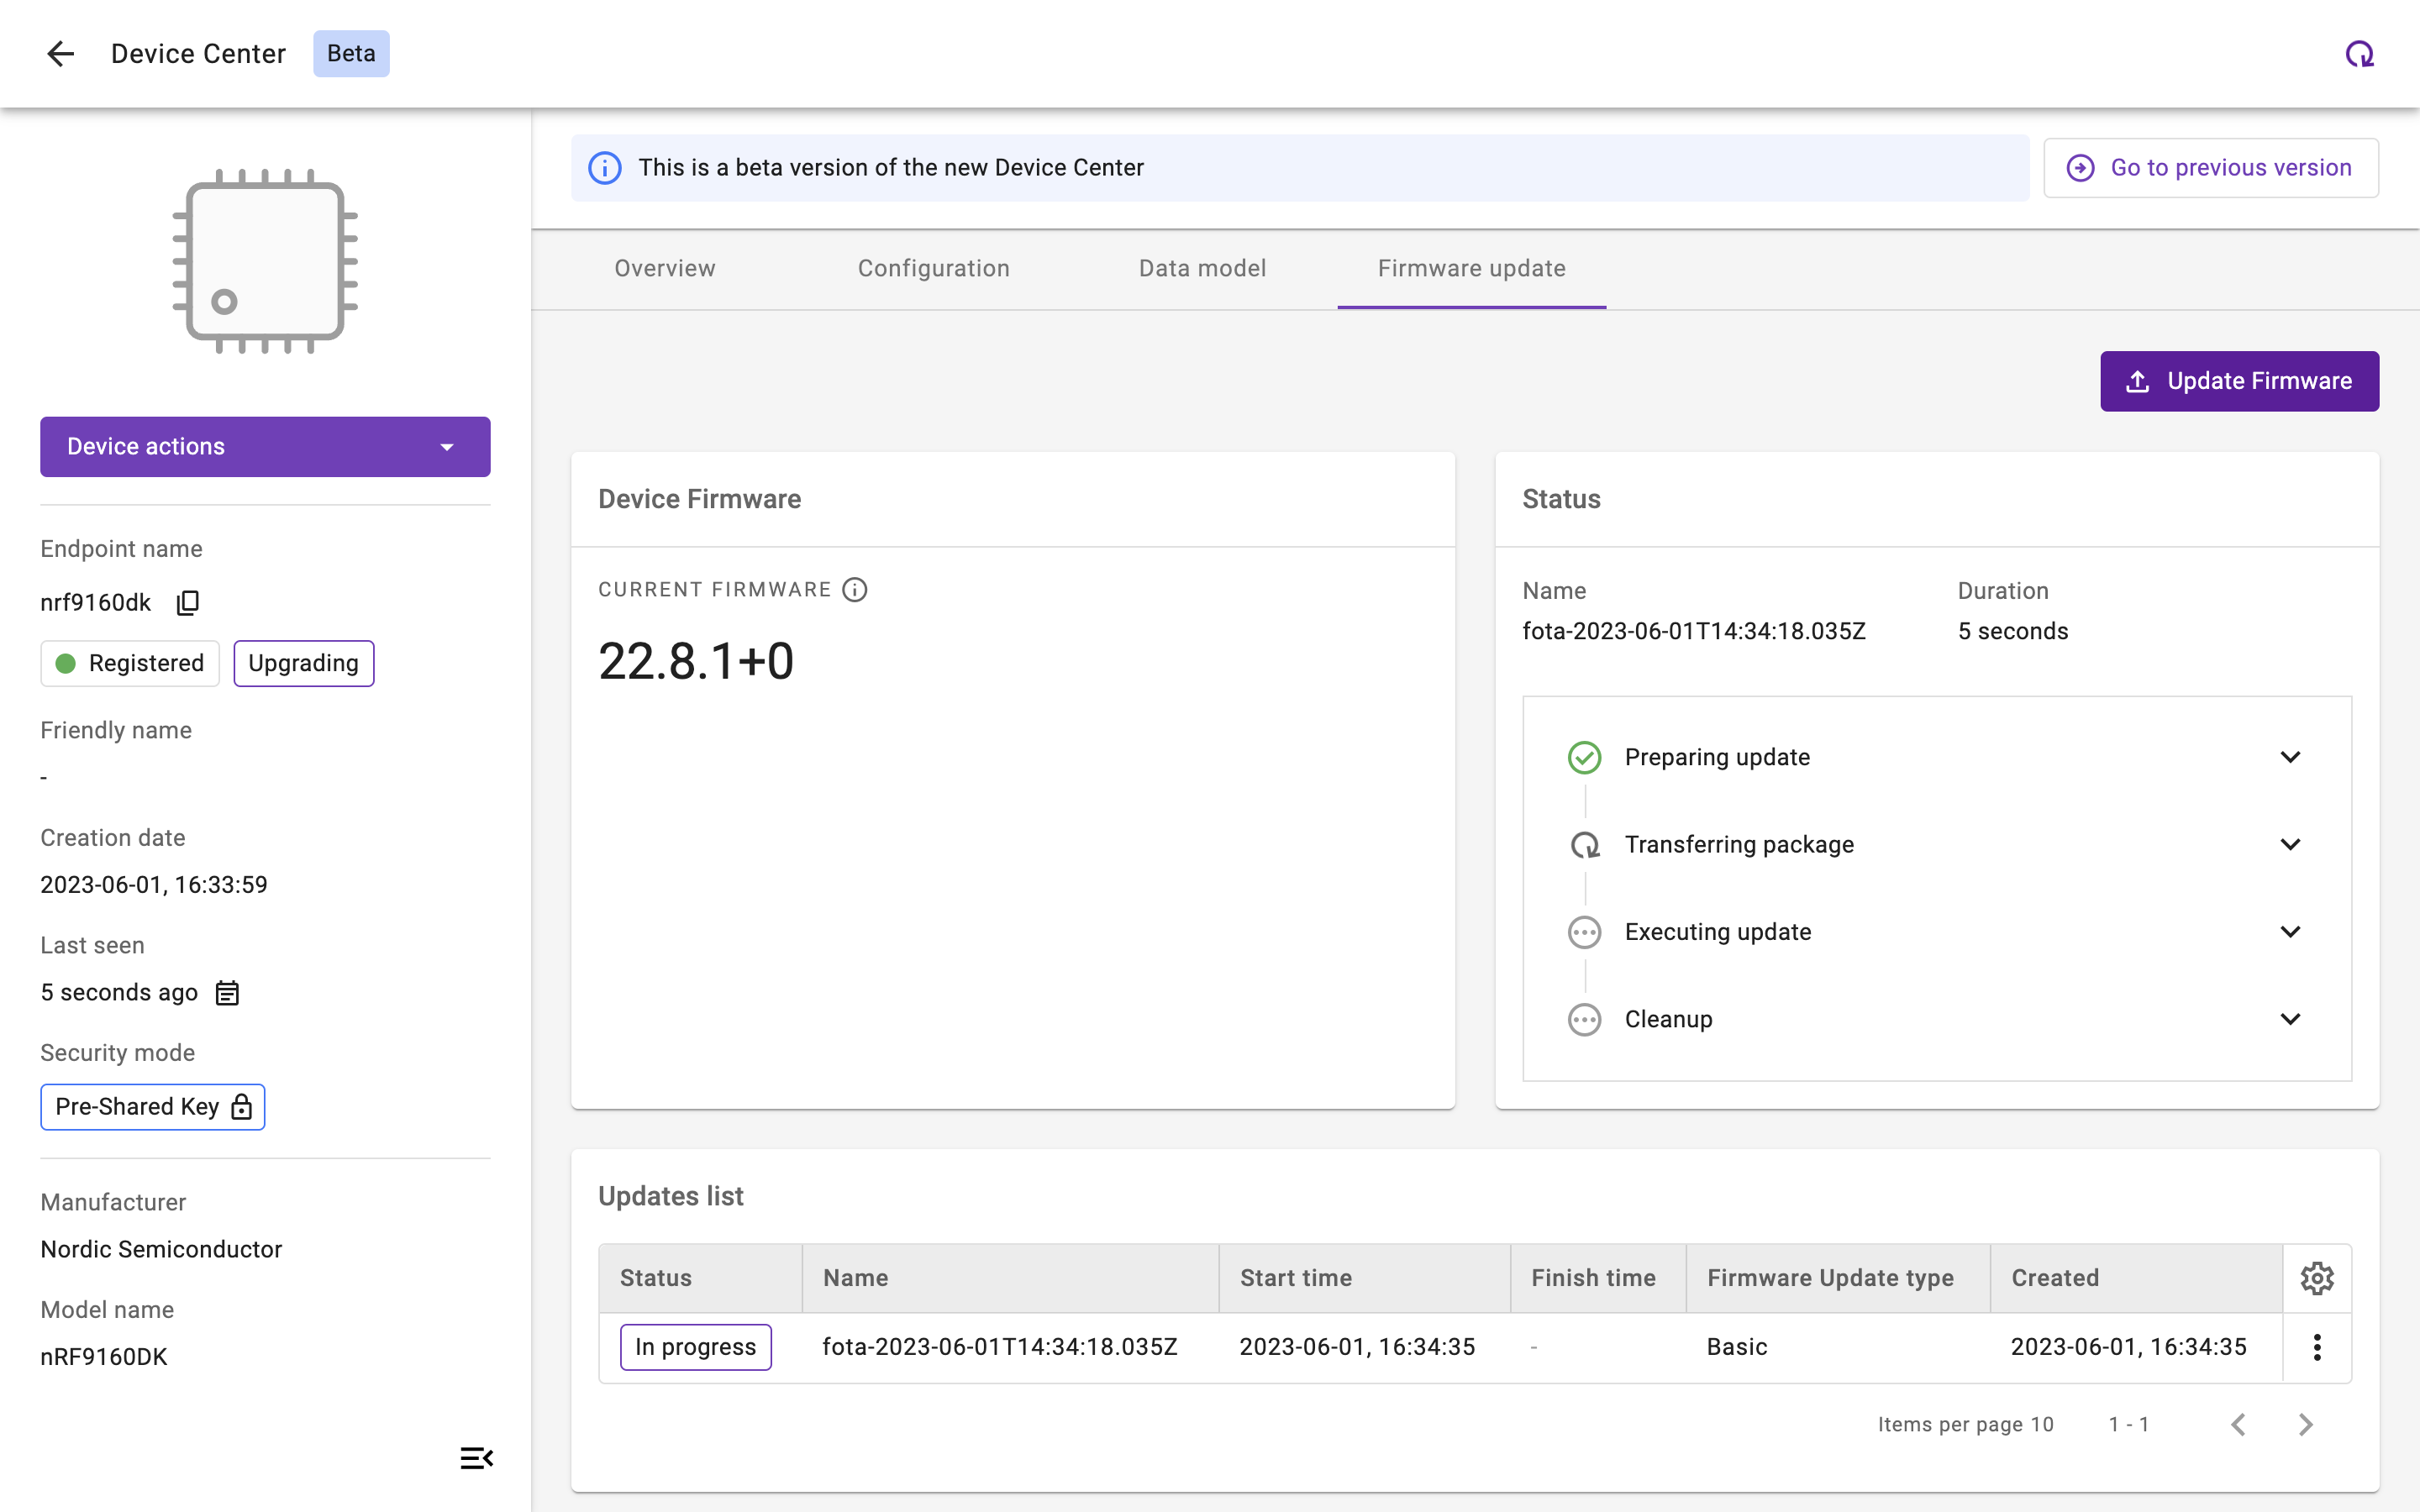 Device Center Beta
This is a beta version of the new Device Center
Go to previous version
Overview Configuration Data model Firmware update
Update Firmware
Device actions
Endpoint name
nrf9160dk
Registered Upgrading
Friendly name
-
Creation date
2023-06-01, 16:33:59
Last seen
5 seconds ago
Security mode
Pre-Shared Key
Manufacturer
Nordic Semiconductor
Model name
nRF9160DK
Device Firmware
CURRENT FIRMWARE
22.8.1+0
Status
Name Duration
fota-2023-06-01T14:34:18.035Z 5 seconds
Preparing update
Transferring package
Executing update
Cleanup
Updates list
Status Name Start time Finish time Firmware Update type Created
In progress fota-2023-06-01T14:34:18.035Z 2023-06-01, 16:34:35 - Basic 2023-06-01, 16:34:35
Items per page 10 1 - 1